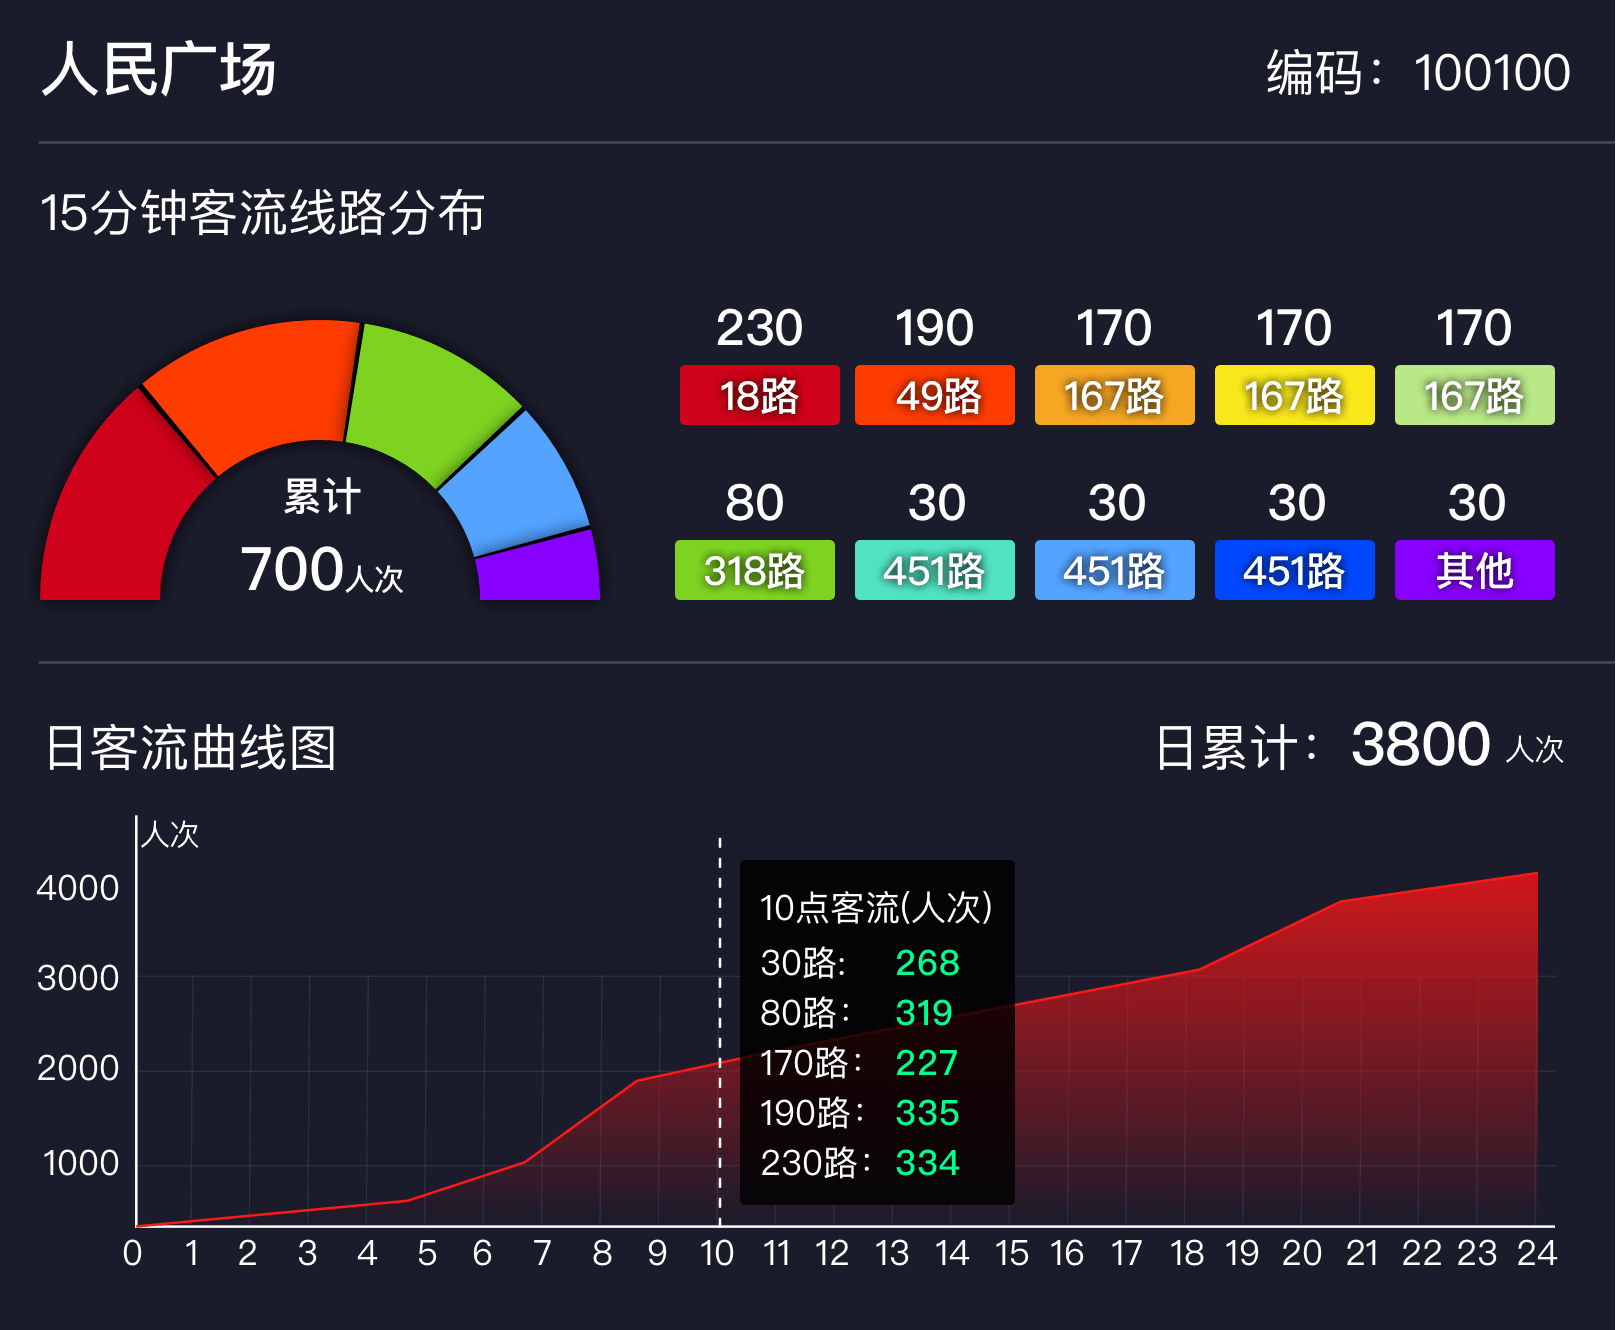 人民广场
编码：100100
15分钟客流线路分布
累计
700人次
230 190 170 170 170
18路 49路 167路 167路 167路
80 30 30 30 30
318路 451路 451路 451路 其他
日客流曲线图
日累计：3800 人次
人次
4000
3000
2000
1000
10点客流(人次)
30路: 268
80路： 319
170路： 227
190路： 335
230路： 334
0 1 2 3 4 5 6 7 8 9 10 11 12 13 14 15 16 17 18 19 20 21 22 23 24